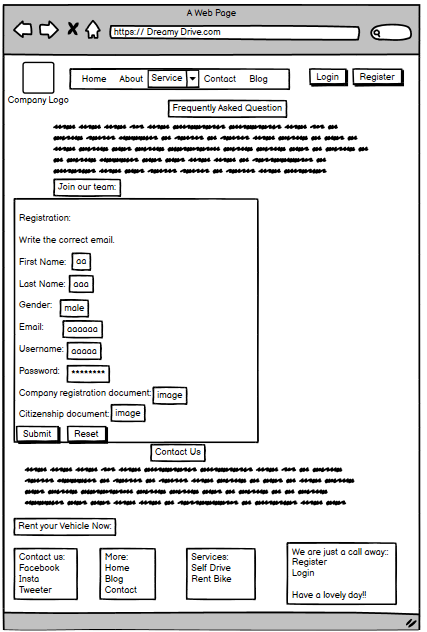 A Web Page
https:// Dreamy Drive.com
Home About Service Contact Blog
Login Register
Company Logo
Frequently Asked Question
Join our team:
Registration:
Write the correct email.
First Name: aa
Last Name: aaa
Gender: male
Email: aaaaaa
Username: aaaaa
Password: ********
Company registration document: image
Citizenship document: image
Submit Reset
Contact Us
Rent your Vehicle Now:
Contact us:
Facebook
Insta
Tweeter
More:
Home
Blog
Contact
Services:
Self Drive
Rent Bike
We are just a call away::
Register
Login
Have a lovely day!!